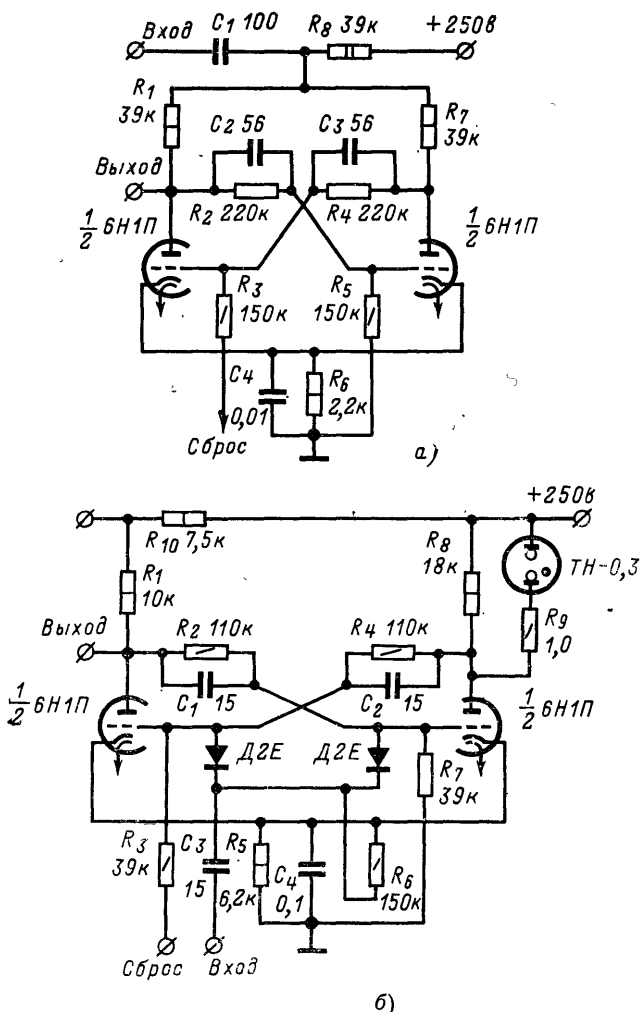 Вход
C1 100
R8 39к
+250в
R1
39к
R7
39к
C2 56
C3 56
Выход
R2 220к
R4 220к
1/2 6Н1П
1/2 6Н1П
R3
150к
R5
150к
C4
0,01
R6
2,2к
Сброс
а)
+250в
R10 7,5к
R1
10к
R8
18к
ТН-0,3
R9
1,0
Выход
R2 110к
R4 110к
C1
15
C2
15
1/2 6Н1П
1/2 6Н1П
Д2Е
Д2Е
R7
39к
R3
39к
C3
15
R5
6,2к
C4
0,1
R6
150к
Сброс
Вход
б)